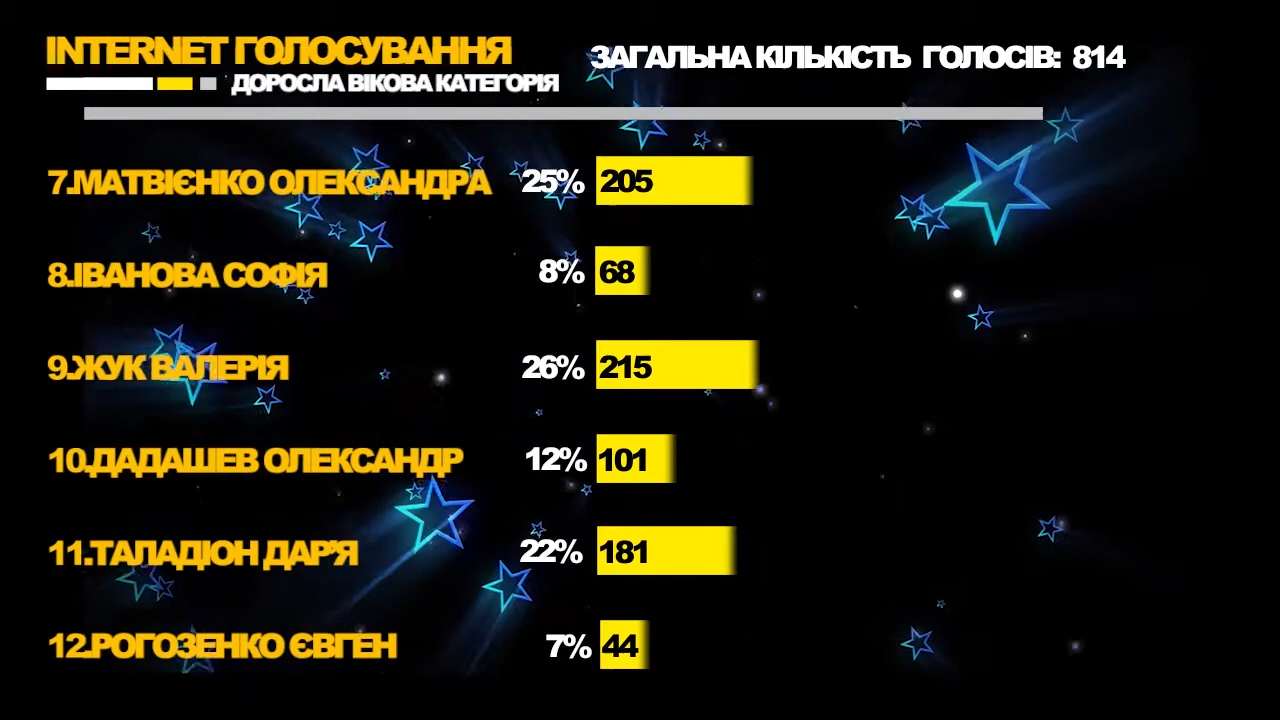 INTERNET ГОЛОСУВАННЯ
ДОРОСЛА ВІКОВА КАТЕГОРІЯ
ЗАГАЛЬНА КІЛЬКІСТЬ ГОЛОСІВ: 814
7.МАТВІЄНКО ОЛЕКСАНДРА 25% 205
8.ІВАНОВА СОФІЯ 8% 68
9.ЖУК ВАЛЕРІЯ 26% 215
10.ДАДАШЕВ ОЛЕКСАНДР 12% 101
11.ТАЛАДІОН ДАР'Я 22% 181
12.РОГОЗЕНКО ЄВГЕН 7% 44